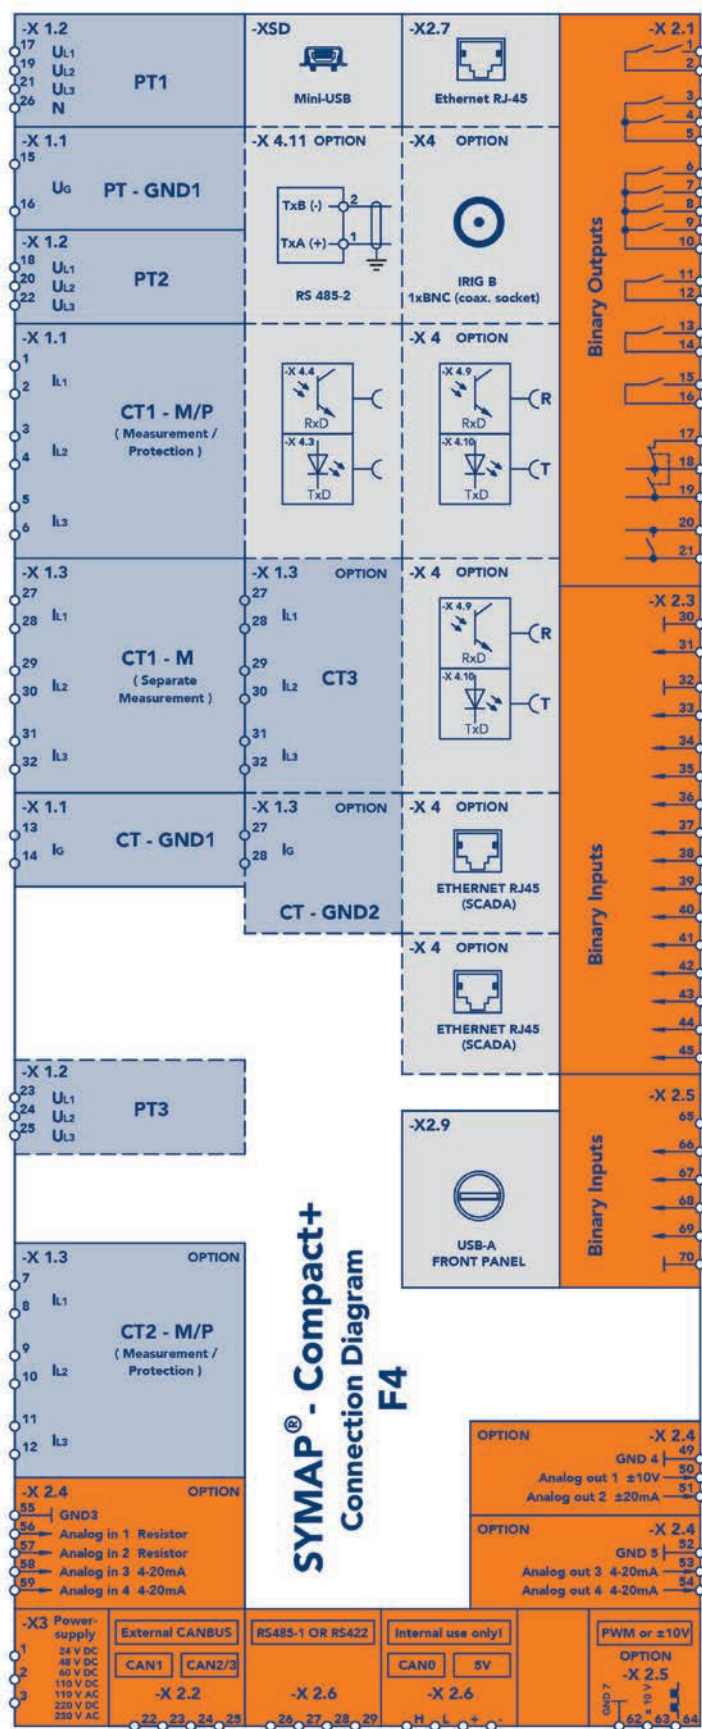 -X 1.2
17
UL1
19
UL2
21
UL3
26
N
PT1
-XSD
Mini-USB
-X2.7
Ethernet RJ-45
-X 2.1
1
2
3
4
5
6
7
8
9
10
11
12
13
14
15
16
17
18
19
20
21
Binary Outputs
-X 1.1
15
UG
16
PT - GND1
-X 4.11 OPTION
TxB (-)
2
TxA (+)
1
RS 485-2
-X4 OPTION
IRIG B
1xBNC (coax. socket)
-X 1.2
18
UL1
20
UL2
22
UL3
PT2
-X 1.1
1
2
IL1
3
4
IL2
5
6
IL3
CT1 - M/P
( Measurement /
Protection )
-X 4.4
RxD
-X 4.3
TxD
-X 4 OPTION
-X 4.9
R
RxD
-X 4.10
T
TxD
-X 1.3
27
28
IL1
29
30
IL2
31
32
IL3
CT1 - M
( Separate
Measurement )
-X 1.3 OPTION
27
28
IL1
29
30
IL2
31
32
IL3
CT3
-X 4 OPTION
-X 4.9
R
RxD
-X 4.10
T
TxD
-X 2.3
30
31
32
33
34
35
36
37
38
39
40
41
42
43
44
45
Binary Inputs
-X 1.1
13
14
IG
CT - GND1
-X 1.3 OPTION
27
28
IG
CT - GND2
-X 4 OPTION
ETHERNET RJ45
(SCADA)
-X 4 OPTION
ETHERNET RJ45
(SCADA)
-X 1.2
23
UL1
24
UL2
25
UL3
PT3
-X2.9
USB-A
FRONT PANEL
-X 2.5
65
66
67
68
69
70
Binary Inputs
-X 1.3 OPTION
7
8
IL1
9
10
IL2
11
12
IL3
CT2 - M/P
( Measurement /
Protection )
SYMAP® - Compact+
Connection Diagram
F4
-X 2.4 OPTION
55
GND3
56
Analog in 1 Resistor
57
Analog in 2 Resistor
58
Analog in 3 4-20mA
59
Analog in 4 4-20mA
OPTION -X 2.4
GND 4
49
Analog out 1 ±10V
50
Analog out 2 ±20mA
51
OPTION -X 2.4
GND 5
52
Analog out 3 4-20mA
53
Analog out 4 4-20mA
54
-X3 Power-
supply
1
2
3
24 V DC
48 V DC
60 V DC
110 V DC
110 V AC
220 V DC
230 V AC
External CANBUS
CAN1 CAN2/3
-X 2.2
22 23 24 25
RS485-1 OR RS422
-X 2.6
26 27 28 29
Internal use only!
CAN0 5V
-X 2.6
H L + -
PWM or ±10V
OPTION
-X 2.5
GND 7
± 10 V
62 63 64